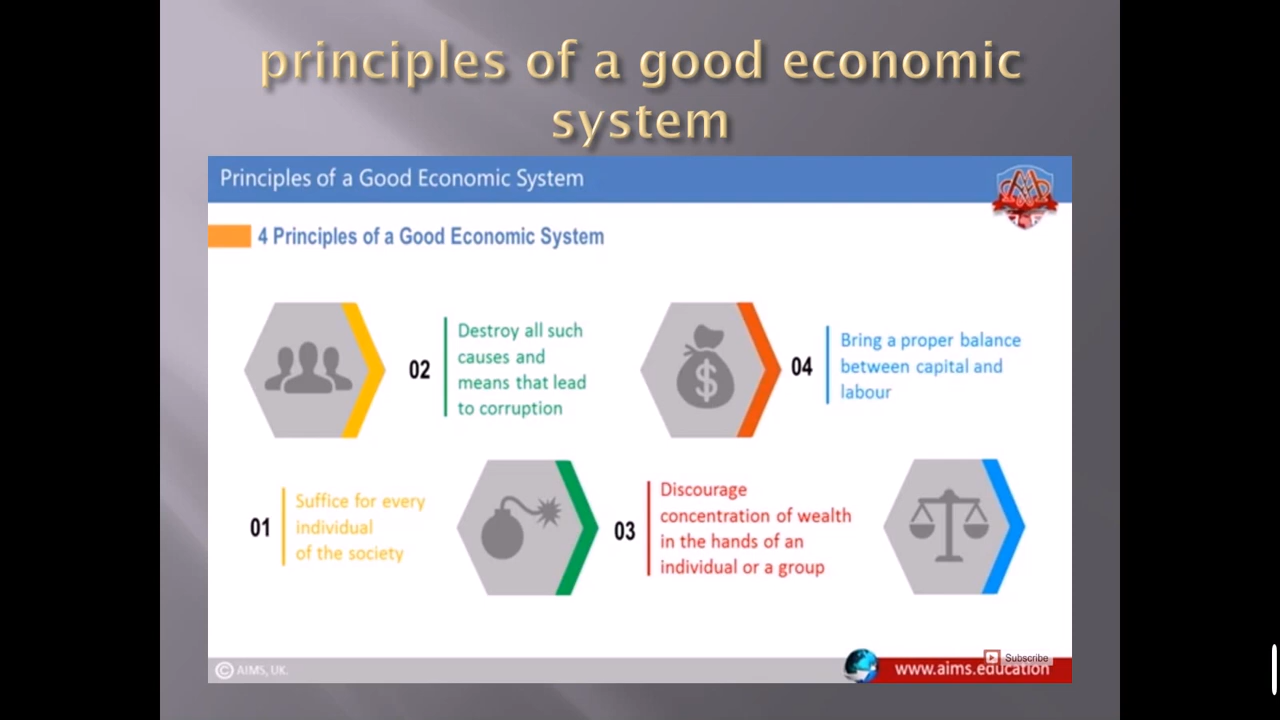 principles of a good economic
system
Principles of a Good Economic System
4 Principles of a Good Economic System
01
Suffice for every
individual
of the society
02
Destroy all such
causes and
means that lead
to corruption
03
Discourage
concentration of wealth
in the hands of an
individual or a group
04
Bring a proper balance
between capital and
labour
© AIMS, UK.
Subscribe
www.aims.education